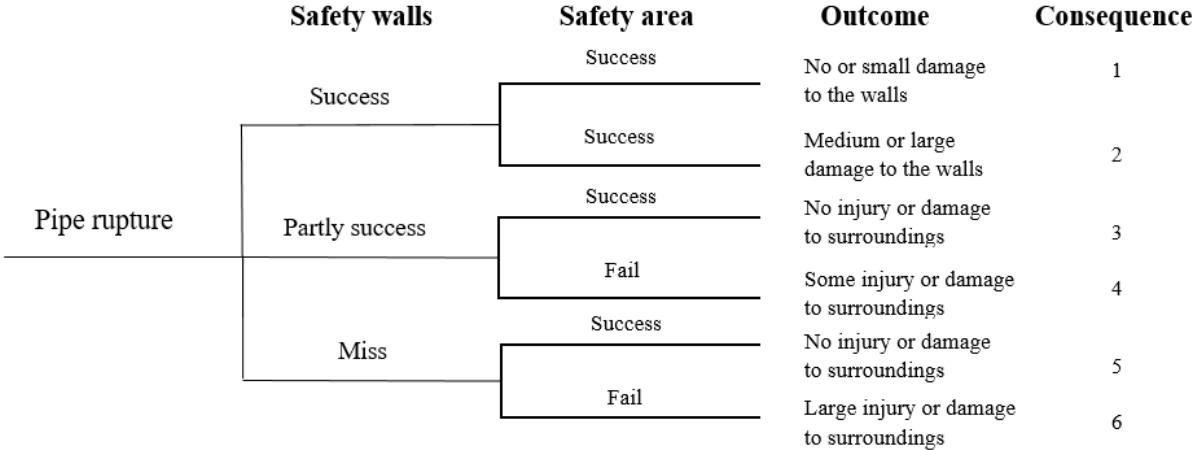 Safety walls Safety area Outcome Consequence
Success
No or small damage
to the walls
1
Success
Success
Medium or large
damage to the walls
2
Pipe rupture
Partly success
Success
No injury or damage
to surroundings
3
Fail
Some injury or damage
to surroundings
4
Miss
Success
No injury or damage
to surroundings
5
Fail
Large injury or damage
to surroundings
6